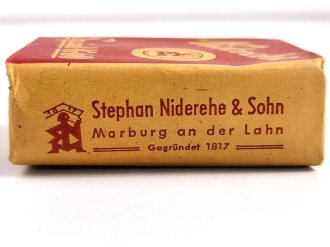 Stephan Niderehe & Sohn
Marburg an der Lahn
Gegründet 1817